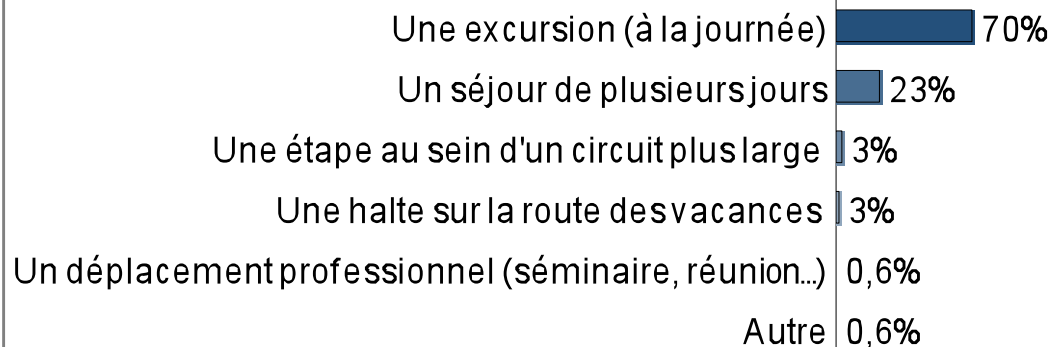 Une excursion (à la journée) 70%
Un séjour de plusieurs jours 23%
Une étape au sein d'un circuit plus large 3%
Une halte sur la route des vacances 3%
Un déplacement professionnel (séminaire, réunion...) 0,6%
Autre 0,6%